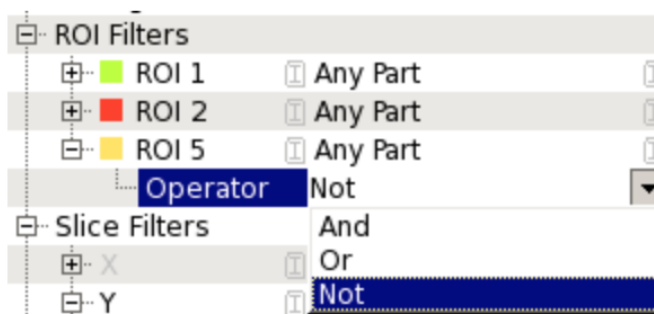 ROI Filters
ROI 1 Any Part
ROI 2 Any Part
ROI 5 Any Part
Operator Not
Slice Filters
And
X
Or
Y
Not